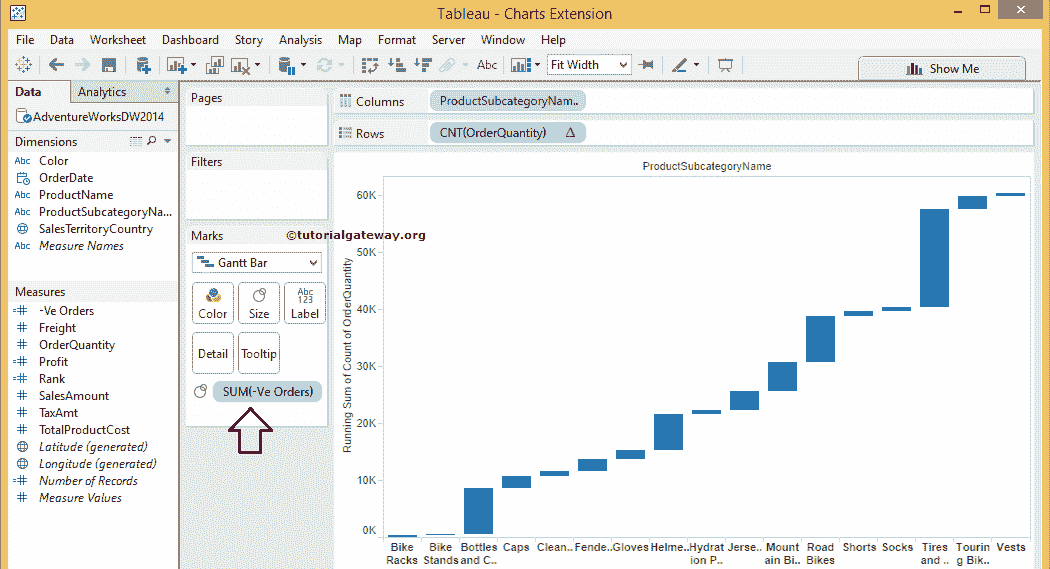 Tableau - Charts Extension
File Data Worksheet Dashboard Story Analysis Map Format Server Window Help
Abc Fit Width Show Me
Data Analytics
AdventureWorksDW2014
Dimensions
Abc Color
OrderDate
Abc ProductName
Abc ProductSubcategoryNa...
SalesTerritoryCountry
Abc Measure Names
Measures
-Ve Orders
Freight
OrderQuantity
Profit
Rank
SalesAmount
TaxAmt
TotalProductCost
Latitude (generated)
Longitude (generated)
Number of Records
Measure Values
Pages
Filters
Marks
©tutorialgateway.org
Gantt Bar
Abc
123
Color Size Label
Detail Tooltip
SUM(-Ve Orders)
Columns ProductSubcategoryNam..
Rows CNT(OrderQuantity) Δ
ProductSubcategoryName
Running Sum of Count of OrderQuantity
60K
50K
40K
30K
20K
10K
0K
Bike Racks
Bike Stands
Bottles and C..
Caps
Clean..
Fende..
Gloves
Helme..
Hydrat ion P..
Jerse..
Mount ain Bi..
Road Bikes
Shorts
Socks
Tires and ..
Tourin g Bik..
Vests